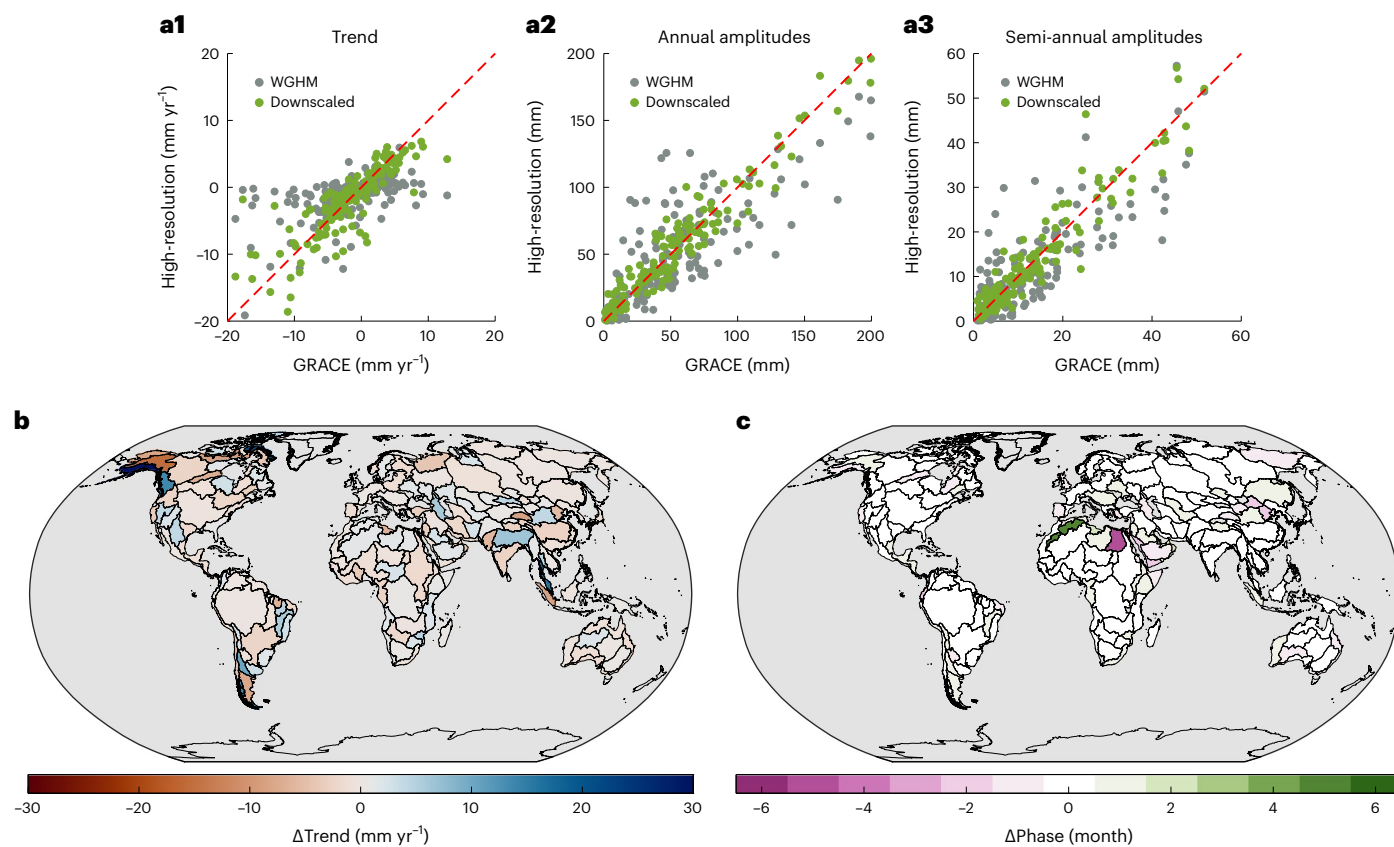 a1
Trend
20
10
0
−10
−20
−20
−10
0
10
20
High-resolution (mm yr⁻¹)
GRACE (mm yr⁻¹)
WGHM
Downscaled
a2
Annual amplitudes
200
150
100
50
0
0
50
100
150
200
High-resolution (mm)
GRACE (mm)
WGHM
Downscaled
a3
Semi-annual amplitudes
60
50
40
30
20
10
0
0
20
40
60
High-resolution (mm)
GRACE (mm)
WGHM
Downscaled
b
−30
−20
−10
0
10
20
30
ΔTrend (mm yr⁻¹)
c
−6
−4
−2
0
2
4
6
ΔPhase (month)